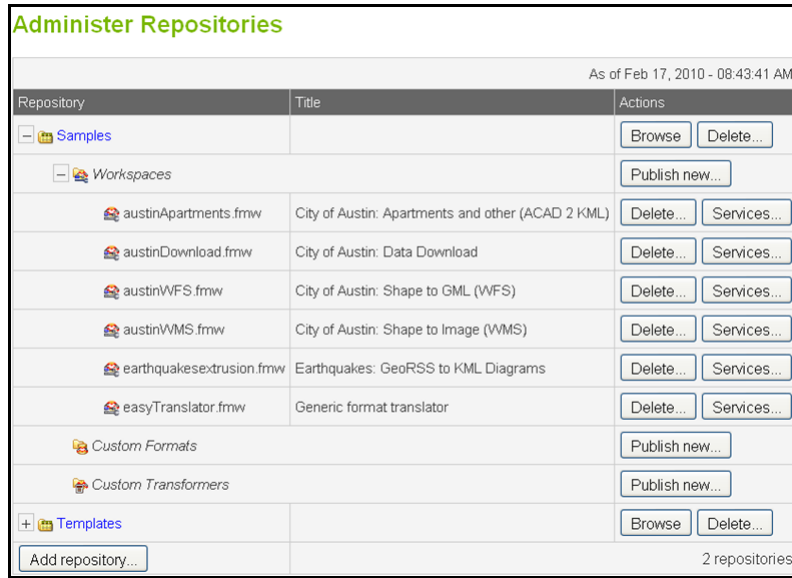 Administer Repositories
As of Feb 17, 2010 - 08:43:41 AM
Repository Title Actions
Samples Browse Delete...
Workspaces Publish new...
austinApartments.fmw City of Austin: Apartments and other (ACAD 2 KML) Delete... Services...
austinDownload.fmw City of Austin: Data Download Delete... Services...
austinWFS.fmw City of Austin: Shape to GML (WFS) Delete... Services...
austinWMS.fmw City of Austin: Shape to Image (WMS) Delete... Services...
earthquakesextrusion.fmw Earthquakes: GeoRSS to KML Diagrams Delete... Services...
easyTranslator.fmw Generic format translator Delete... Services...
Custom Formats Publish new...
Custom Transformers Publish new...
Templates Browse Delete...
Add repository... 2 repositories